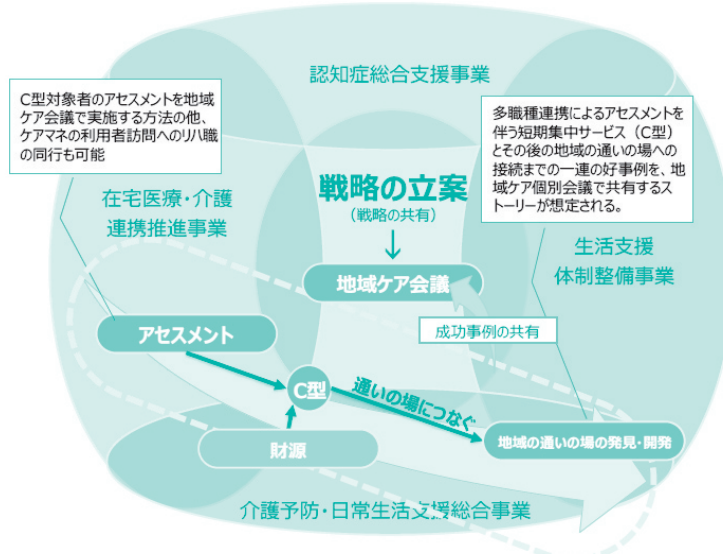 認知症総合支援事業
C型対象者のアセスメントを地域
ケア会議で実施する方法の他、
ケアマネの利用者訪問へのリハ職
の同行も可能
多職種連携によるアセスメントを
伴う短期集中サービス（C型）
とその後の地域の通いの場への
接続までの一連の好事例を、地
域ケア個別会議で共有するス
トーリーが想定される。
在宅医療・介護
連携推進事業
戦略の立案
（戦略の共有）
生活支援
体制整備事業
地域ケア会議
アセスメント
成功事例の共有
C型
通いの場につなぐ
財源
地域の通いの場の発見・開発
介護予防・日常生活支援総合事業